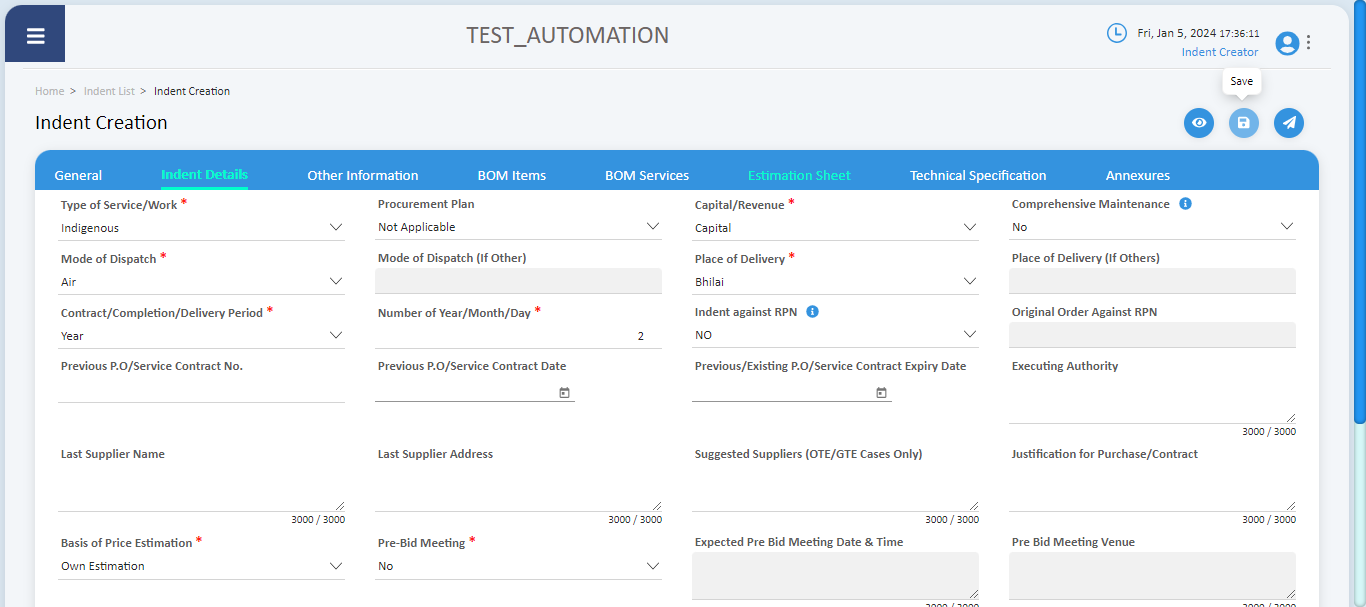 TEST_AUTOMATION
Fri, Jan 5, 2024 17:36:11
Indent Creator
Home > Indent List > Indent Creation
Save
Indent Creation
General Indent Details Other Information BOM Items BOM Services Estimation Sheet Technical Specification Annexures
Type of Service/Work * Procurement Plan Capital/Revenue * Comprehensive Maintenance i
Indigenous Not Applicable Capital No
Mode of Dispatch * Mode of Dispatch (If Other) Place of Delivery * Place of Delivery (If Others)
Air Bhilai
Contract/Completion/Delivery Period * Number of Year/Month/Day * Indent against RPN i Original Order Against RPN
Year 2 NO
Previous P.O/Service Contract No. Previous P.O/Service Contract Date Previous/Existing P.O/Service Contract Expiry Date Executing Authority
3000 / 3000
Last Supplier Name Last Supplier Address Suggested Suppliers (OTE/GTE Cases Only) Justification for Purchase/Contract
3000 / 3000 3000 / 3000 3000 / 3000 3000 / 3000
Basis of Price Estimation * Pre-Bid Meeting * Expected Pre Bid Meeting Date & Time Pre Bid Meeting Venue
Own Estimation No
3000 / 3000 3000 / 3000